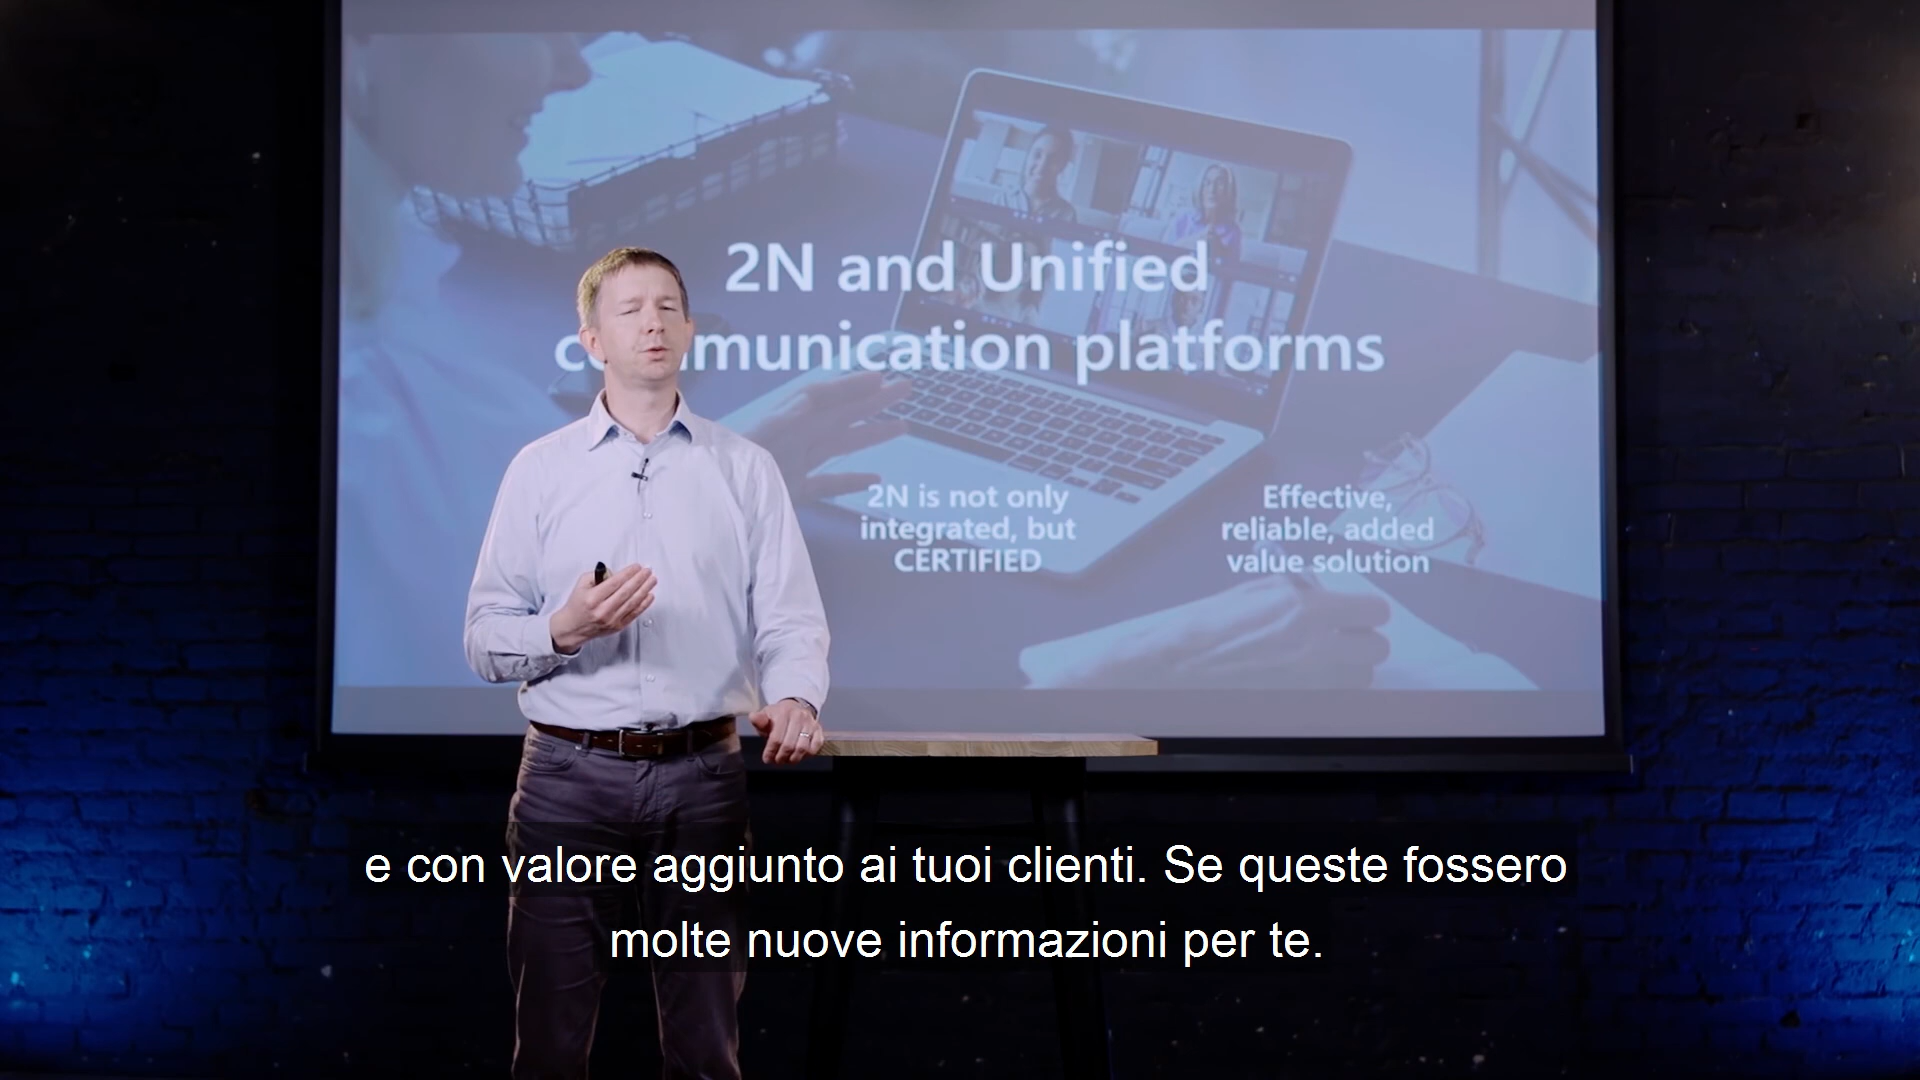 2N and Unified
communication platforms
2N is not only
integrated, but
CERTIFIED
Effective,
reliable, added
value solution
e con valore aggiunto ai tuoi clienti. Se queste fossero
molte nuove informazioni per te.